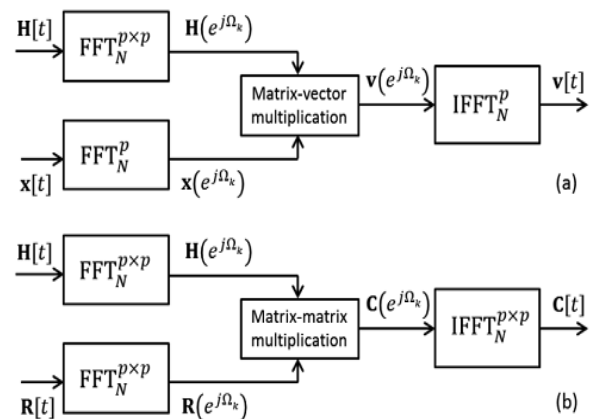 𝐇[𝑡] FFT_N^{p×p} 𝐇(e^{jΩ_k})
Matrix-vector
multiplication
𝐯(e^{jΩ_k}) IFFT_N^p 𝐯[𝑡]
𝐱[𝑡] FFT_N^p 𝐱(e^{jΩ_k})
(a)
𝐇[𝑡] FFT_N^{p×p} 𝐇(e^{jΩ_k})
Matrix-matrix
multiplication
𝐂(e^{jΩ_k}) IFFT_N^{p×p} 𝐂[𝑡]
𝐑[𝑡] FFT_N^{p×p} 𝐑(e^{jΩ_k})
(b)